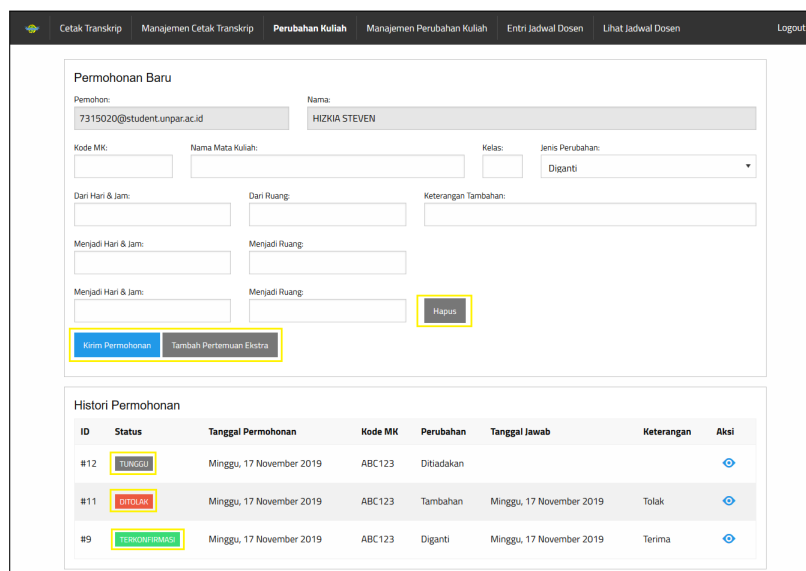 Cetak Transkrip Manajemen Cetak Transkrip Perubahan Kuliah Manajemen Perubahan Kuliah Entri Jadwal Dosen Lihat Jadwal Dosen Logout
Permohonan Baru
Pemohon: Nama:
7315020@student.unpar.ac.id HIZKIA STEVEN
Kode MK: Nama Mata Kuliah: Kelas: Jenis Perubahan:
Diganti
Dari Hari & Jam: Dari Ruang: Keterangan Tambahan:
Menjadi Hari & Jam: Menjadi Ruang:
Menjadi Hari & Jam: Menjadi Ruang:
Hapus
Kirim Permohonan Tambah Pertemuan Ekstra
Histori Permohonan
ID Status Tanggal Permohonan Kode MK Perubahan Tanggal Jawab Keterangan Aksi
#12 TUNGGU Minggu, 17 November 2019 ABC123 Ditiadakan
#11 DITOLAK Minggu, 17 November 2019 ABC123 Tambahan Minggu, 17 November 2019 Tolak
#9 TERKONFIRMASI Minggu, 17 November 2019 ABC123 Diganti Minggu, 17 November 2019 Terima